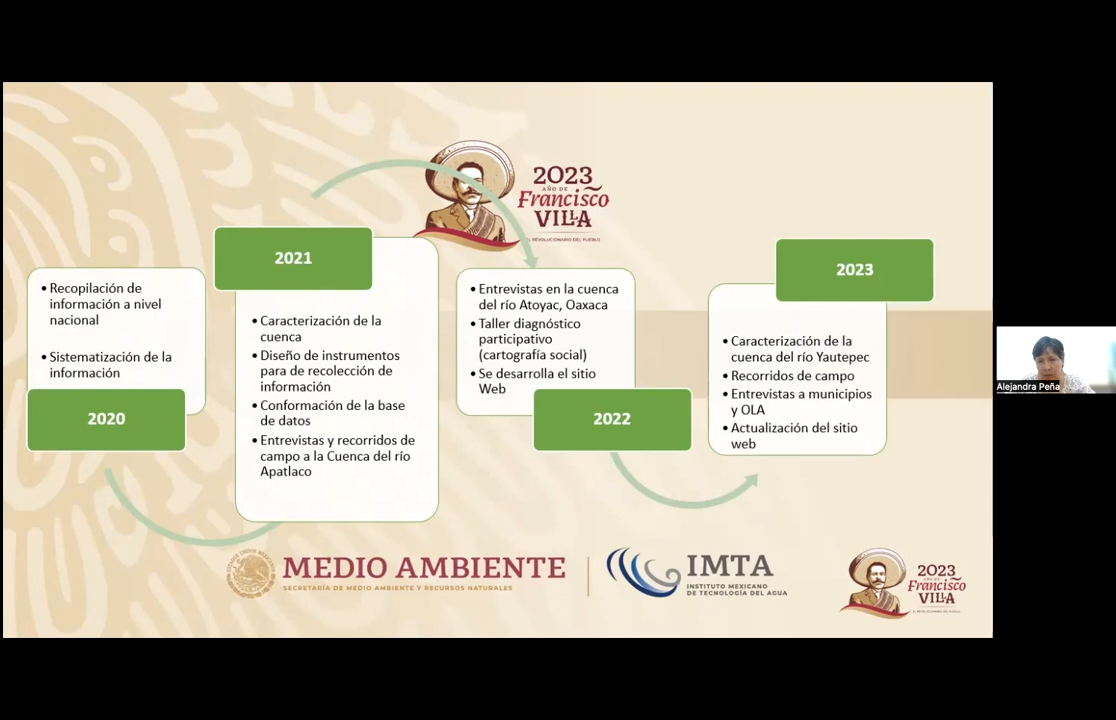 2023
AÑO DE
Francisco
VILLA
EL REVOLUCIONARIO DEL PUEBLO
• Recopilación de
información a nivel
nacional
• Sistematización de la
información
2020
2021
• Caracterización de la
cuenca
• Diseño de instrumentos
para de recolección de
información
• Conformación de la base
de datos
• Entrevistas y recorridos de
campo a la Cuenca del río
Apatlaco
• Entrevistas en la cuenca
del río Atoyac, Oaxaca
• Taller diagnóstico
participativo
(cartografía social)
• Se desarrolla el sitio
Web
2022
2023
• Caracterización de la
cuenca del río Yautepec
• Recorridos de campo
• Entrevistas a municipios
y OLA
• Actualización del sitio
web
Alejandra Peña
MEDIO AMBIENTE
SECRETARÍA DE MEDIO AMBIENTE Y RECURSOS NATURALES
IMTA
INSTITUTO MEXICANO
DE TECNOLOGÍA DEL AGUA
2023
AÑO DE
Francisco
VILLA
EL REVOLUCIONARIO DEL PUEBLO